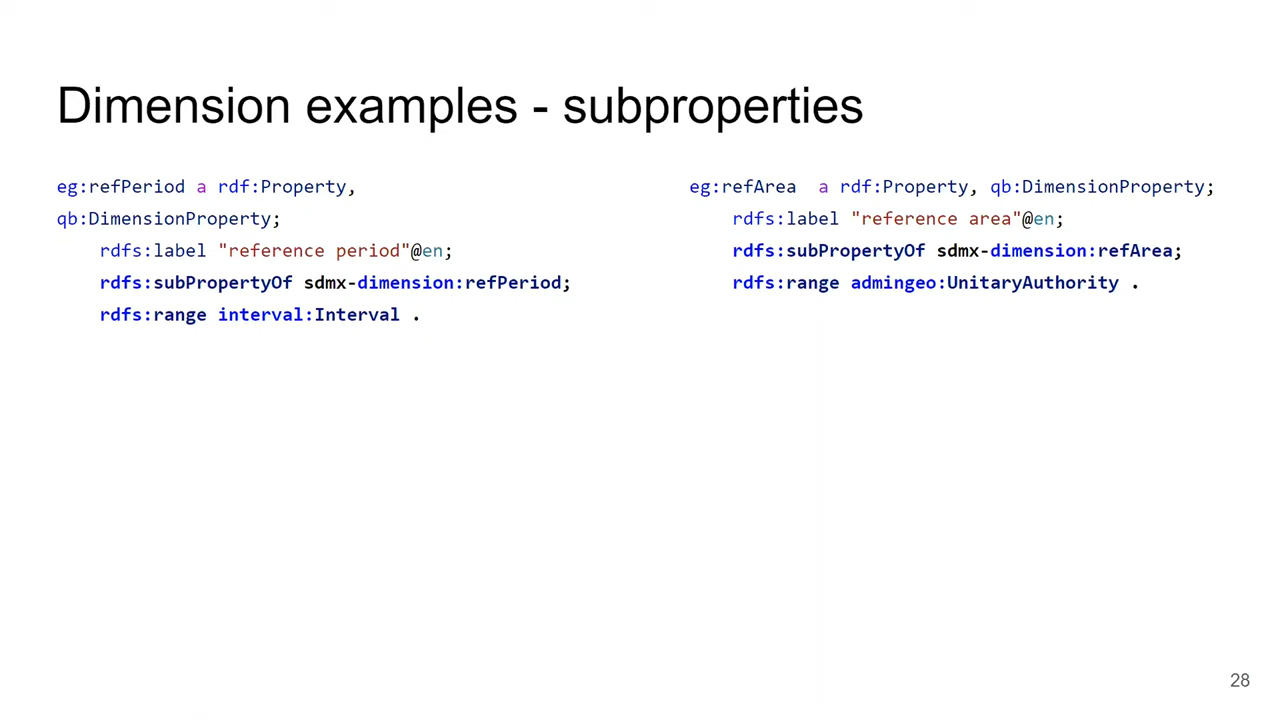 Dimension examples - subproperties
eg:refPeriod a rdf:Property,
qb:DimensionProperty;
rdfs:label "reference period"@en;
rdfs:subPropertyOf sdmx-dimension:refPeriod;
rdfs:range interval:Interval .
eg:refArea  a rdf:Property, qb:DimensionProperty;
rdfs:label "reference area"@en;
rdfs:subPropertyOf sdmx-dimension:refArea;
rdfs:range admingeo:UnitaryAuthority .
28